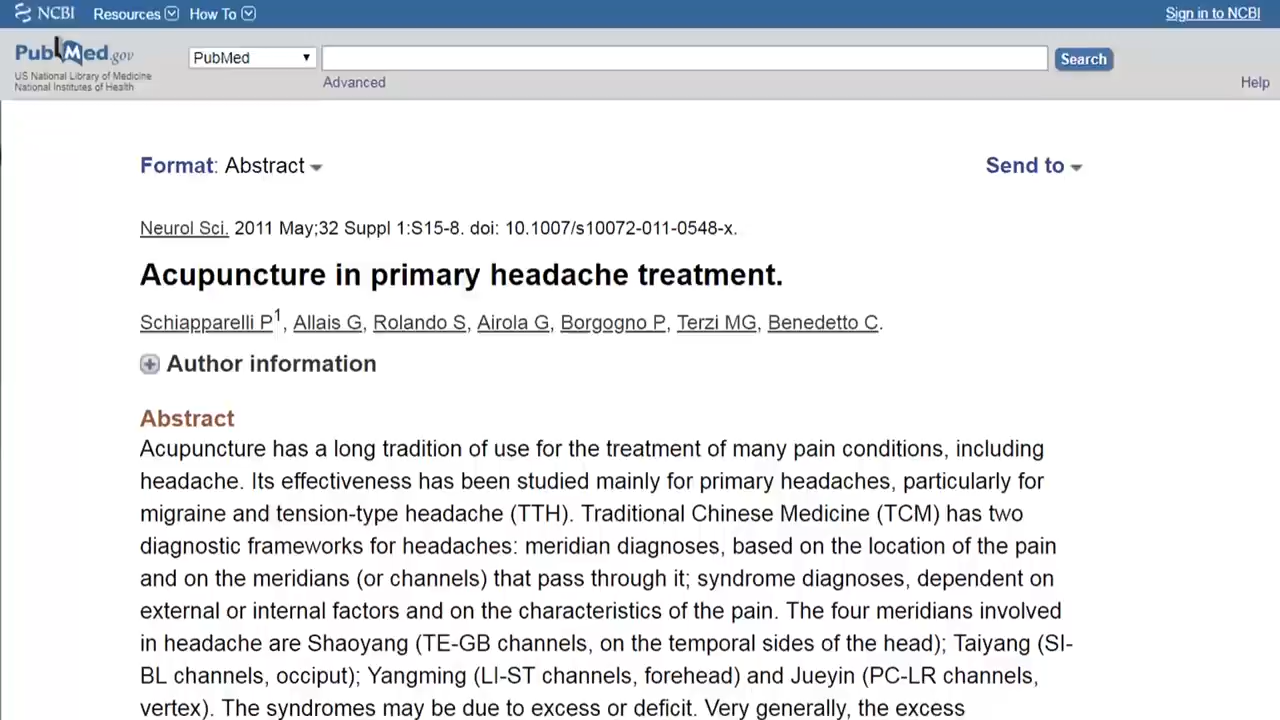 NCBI Resources How To Sign in to NCBI
PubMed.gov
US National Library of Medicine
National Institutes of Health
PubMed
Search
Advanced
Help
Format: Abstract
Send to
Neurol Sci. 2011 May;32 Suppl 1:S15-8. doi: 10.1007/s10072-011-0548-x.
Acupuncture in primary headache treatment.
Schiapparelli P1, Allais G, Rolando S, Airola G, Borgogno P, Terzi MG, Benedetto C.
Author information
Abstract
Acupuncture has a long tradition of use for the treatment of many pain conditions, including
headache. Its effectiveness has been studied mainly for primary headaches, particularly for
migraine and tension-type headache (TTH). Traditional Chinese Medicine (TCM) has two
diagnostic frameworks for headaches: meridian diagnoses, based on the location of the pain
and on the meridians (or channels) that pass through it; syndrome diagnoses, dependent on
external or internal factors and on the characteristics of the pain. The four meridians involved
in headache are Shaoyang (TE-GB channels, on the temporal sides of the head); Taiyang (SI-
BL channels, occiput); Yangming (LI-ST channels, forehead) and Jueyin (PC-LR channels,
vertex). The syndromes may be due to excess or deficit. Very generally, the excess